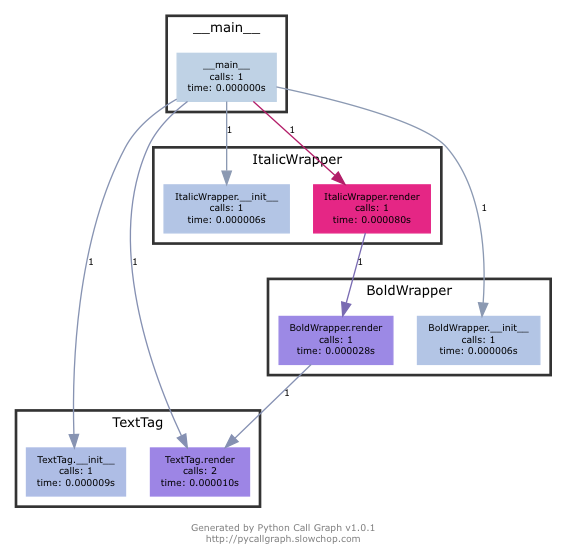 __main__
__main__
calls: 1
time: 0.000000s
1
1
ItalicWrapper
ItalicWrapper.__init__
calls: 1
time: 0.000006s
ItalicWrapper.render
calls: 1
time: 0.000080s
1
1
1
1
BoldWrapper
BoldWrapper.render
calls: 1
time: 0.000028s
BoldWrapper.__init__
calls: 1
time: 0.000006s
1
TextTag
TextTag.__init__
calls: 1
time: 0.000009s
TextTag.render
calls: 2
time: 0.000010s
Generated by Python Call Graph v1.0.1
http://pycallgraph.slowchop.com